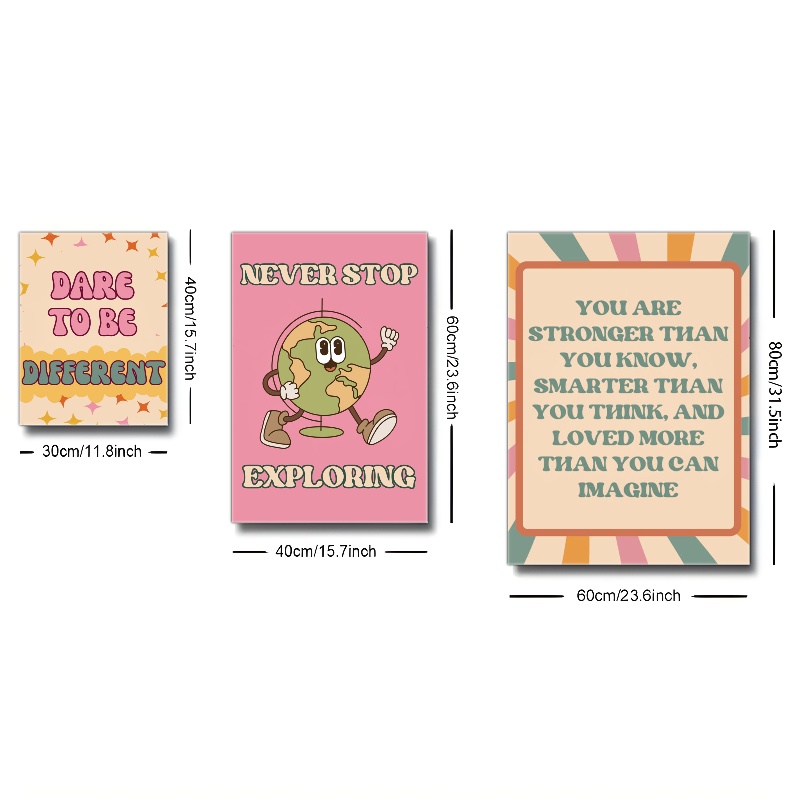 DARE
TO BE
DIFFERENT
40cm/15.7inch
30cm/11.8inch
NEVER STOP
EXPLORING
60cm/23.6inch
40cm/15.7inch
YOU ARE
STRONGER THAN
YOU KNOW,
SMARTER THAN
YOU THINK, AND
LOVED MORE
THAN YOU CAN
IMAGINE
80cm/31.5inch
60cm/23.6inch